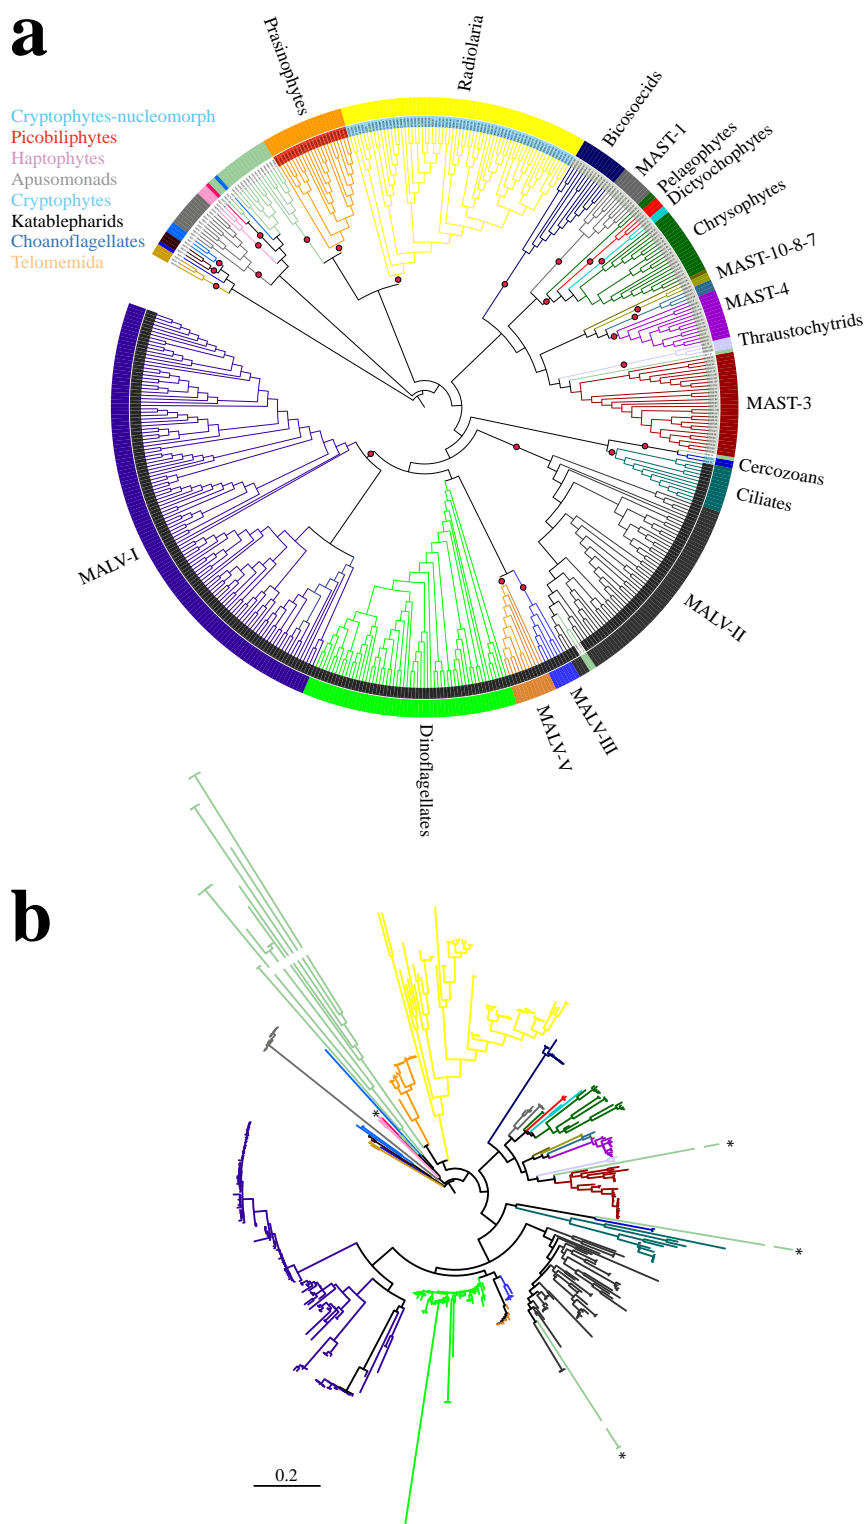 a
Cryptophytes-nucleomorph
Picobiliphytes
Haptophytes
Apusomonads
Cryptophytes
Katablepharids
Choanoflagellates
Telomemida
Prasinophytes
Radiolaria
Bicosoecids
MAST-1
Pelagophytes
Dictyochophytes
Chrysophytes
MAST-10-8-7
MAST-4
Thraustochytrids
MAST-3
Cercozoans
Ciliates
MALV-II
MALV-III
MALV-V
Dinoflagellates
MALV-I
b
*
*
*
*
0.2